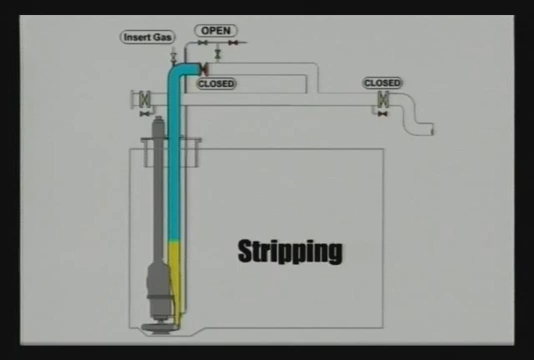 OPEN
Insert Gas
CLOSED
CLOSED
Stripping